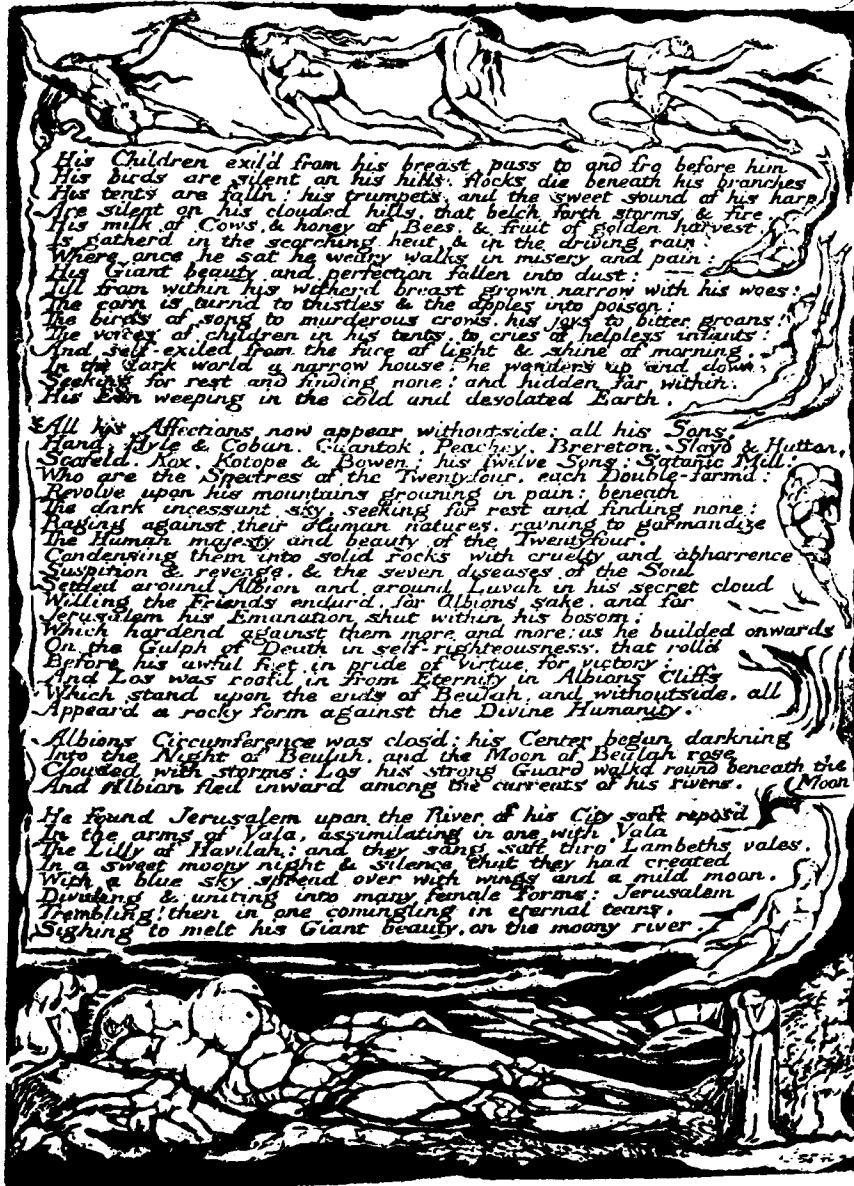 His Children exil'd from his breast pass to and fro before him
His birds are silent on his hills, flocks die beneath his branches
His tents are fall'n: his trumpets, and the sweet sound of his harp
Are silent on his clouded hills, that belch forth storms & fire.
His milk of Cows, & honey of Bees, & fruit of golden harvest,
Is gatherd in the scorching heat, & in the driving rain:
Where once he sat he weary walks in misery and pain:
His Giant beauty and perfection fallen into dust:
Till from within his witherd breast grown narrow with his woes:
The corn is turnd to thistles & the apples into poison:
The birds of song to murderous crows, his joys to bitter groans!
The voices of children in his tents, to cries of helpless infants:
And self-exiled from the face of light & shine of morning,
In the dark world a narrow house! he wanders up and down,
Seeking for rest and finding none! and hidden far within,
His Eon weeping in the cold and desolated Earth.
All his Affections now appear withoutside: all his Sons,
Hand, Hyle & Coban, Guantok, Peachey, Brereton, Slayd & Hutton,
Scofeld, Kox, Kotope & Bowen; his Twelve Sons: Satanic Mill:
Who are the Spectres of the Twentyfour, each Double-formd:
Revolve upon his mountains groaning in pain: beneath
The dark incessant sky, seeking for rest and finding none:
Raging against their Human natures, ravning to gormandize
The Human majesty and beauty of the Twentyfour.
Condensing them into solid rocks with cruelty and abhorrence
Suspition & revenge, & the seven diseases of the Soul
Settled around Albion and around Luvah in his secret cloud
Willing the Friends endurd, for Albions sake, and for
Jerusalem his Emanation shut within his bosom;
Which hardend against them more and more; as he builded onwards
On the Gulph of Death in self-righteousness, that rolld
Before his awful feet in pride of virtue for victory:
And Los was roofd in from Eternity in Albions Cliffs
Which stand upon the ends of Beulah, and withoutside, all
Appeard a rocky form against the Divine Humanity.
Albions Circumference was closd: his Center began darkning
Into the Night of Beulah, and the Moon of Beulah rose
Clouded with storms: Los his strong Guard walkd round beneath the Moon
And Albion fled inward among the currents of his rivers.
He found Jerusalem upon the River of his City soft reposd
In the arms of Vala, assimilating in one with Vala
The Lilly of Havilah: and they sang soft thro' Lambeths vales,
In a sweet moony night & silence that they had created
With a blue sky spread over with wings and a mild moon,
Dividing & uniting into many female forms: Jerusalem
Trembling! then in one comingling in eternal tears,
Sighing to melt his Giant beauty, on the moony river.